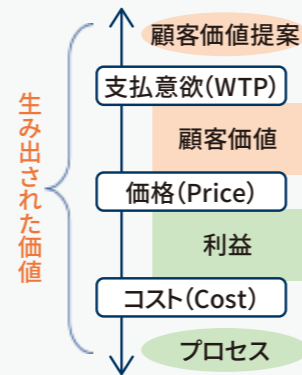 顧客価値提案
支払意欲(WTP)
顧客価値
価格(Price)
利益
コスト(Cost)
プロセス
生み出された価値